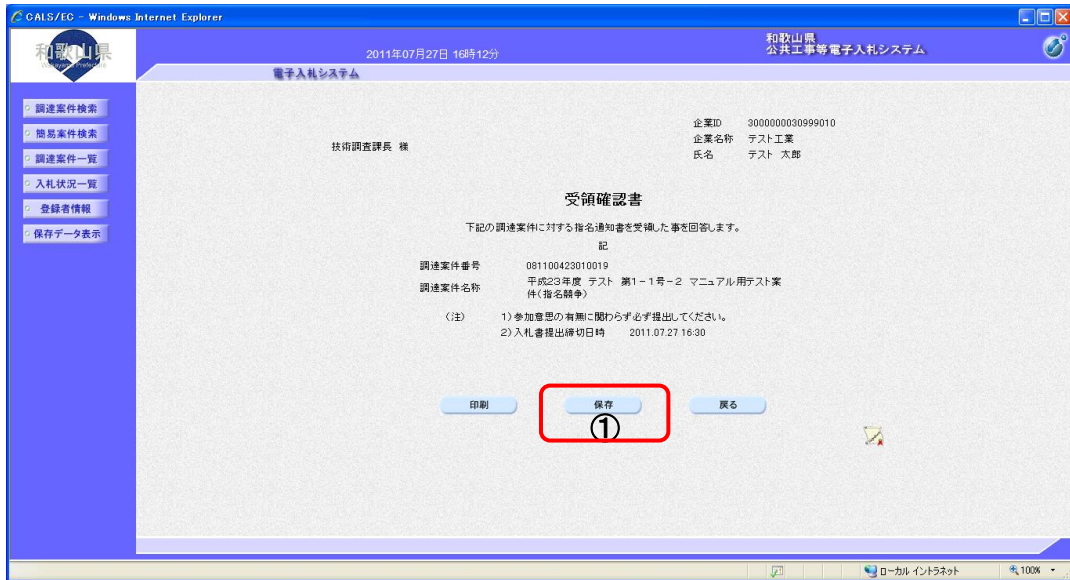 CALS/EC - Windows Internet Explorer
和歌山県
Wakayama Prefecture
2011年07月27日 16時12分
和歌山県
公共工事等電子入札システム
電子入札システム
調達案件検索
簡易案件検索
調達案件一覧
入札状況一覧
登録者情報
保存データ表示
企業ID 3000000030999010
企業名称 テスト工業
氏名 テスト 太郎
技術調査課長 様
受領確認書
下記の調達案件に対する指名通知書を受領した事を回答します。
記
調達案件番号 081100423010019
調達案件名称 平成23年度 テスト 第1-1号-2 マニュアル用テスト案
件(指名競争)
(注) 1)参加意思の有無に関わらず必ず提出してください。
2)入札書提出締切日時 2011.07.27 16:30
印刷 保存 戻る
①
ローカル イントラネット 100%